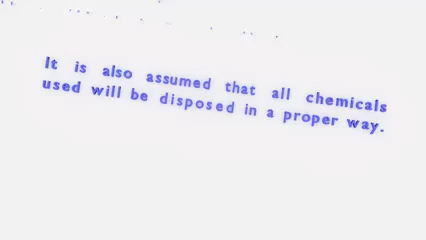 It is also assumed that all chemicals
used will be disposed in a proper way.